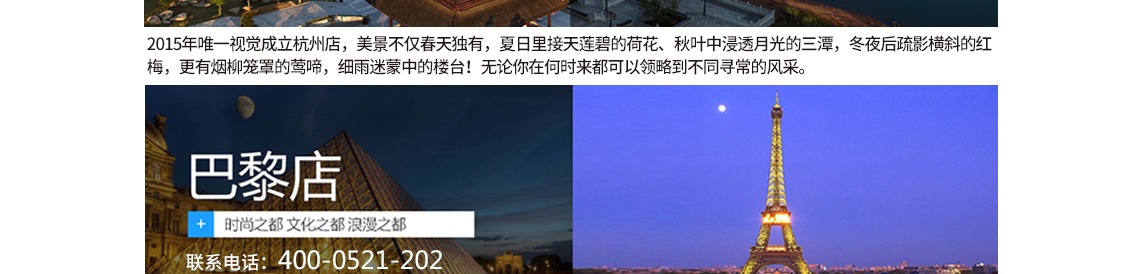 2015年唯一视觉成立杭州店，美景不仅春天独有，夏日里接天莲碧的荷花、秋叶中浸透月光的三潭，冬夜后疏影横斜的红
梅，更有烟柳笼罩的莺啼，细雨迷蒙中的楼台！无论你在何时来都可以领略到不同寻常的风采。
巴黎店
+ 时尚之都 文化之都 浪漫之都
联系电话：400-0521-202